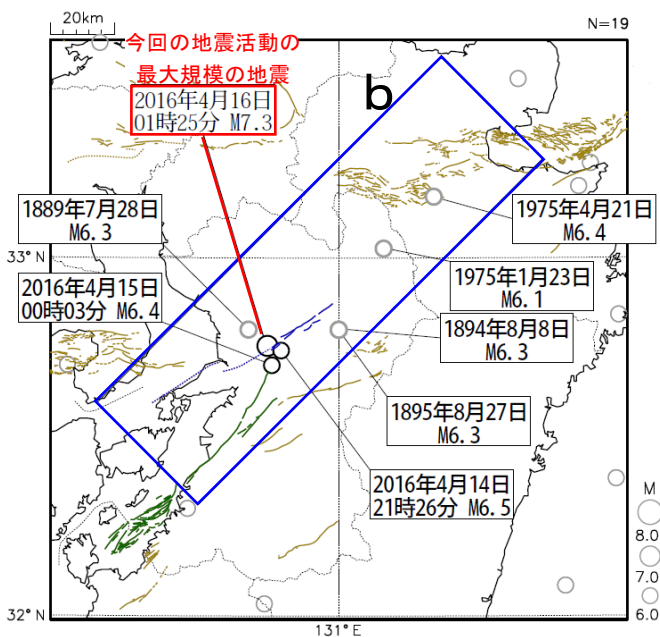 20km
N=19
今回の地震活動の
最大規模の地震
2016年4月16日
01時25分 M7.3
b
1889年7月28日
M6.3
1975年4月21日
M6.4
33°N
2016年4月15日
00時03分 M6.4
1975年1月23日
M6.1
1894年8月8日
M6.3
1895年8月27日
M6.3
2016年4月14日
21時26分 M6.5
M
8.0
7.0
6.0
32°N
131°E